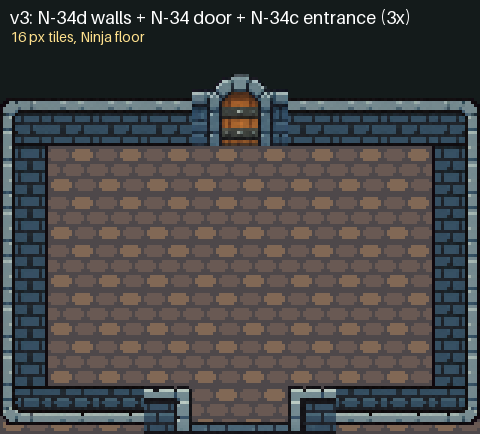 v3: N-34d walls + N-34 door + N-34c entrance (3x)
16 px tiles, Ninja floor